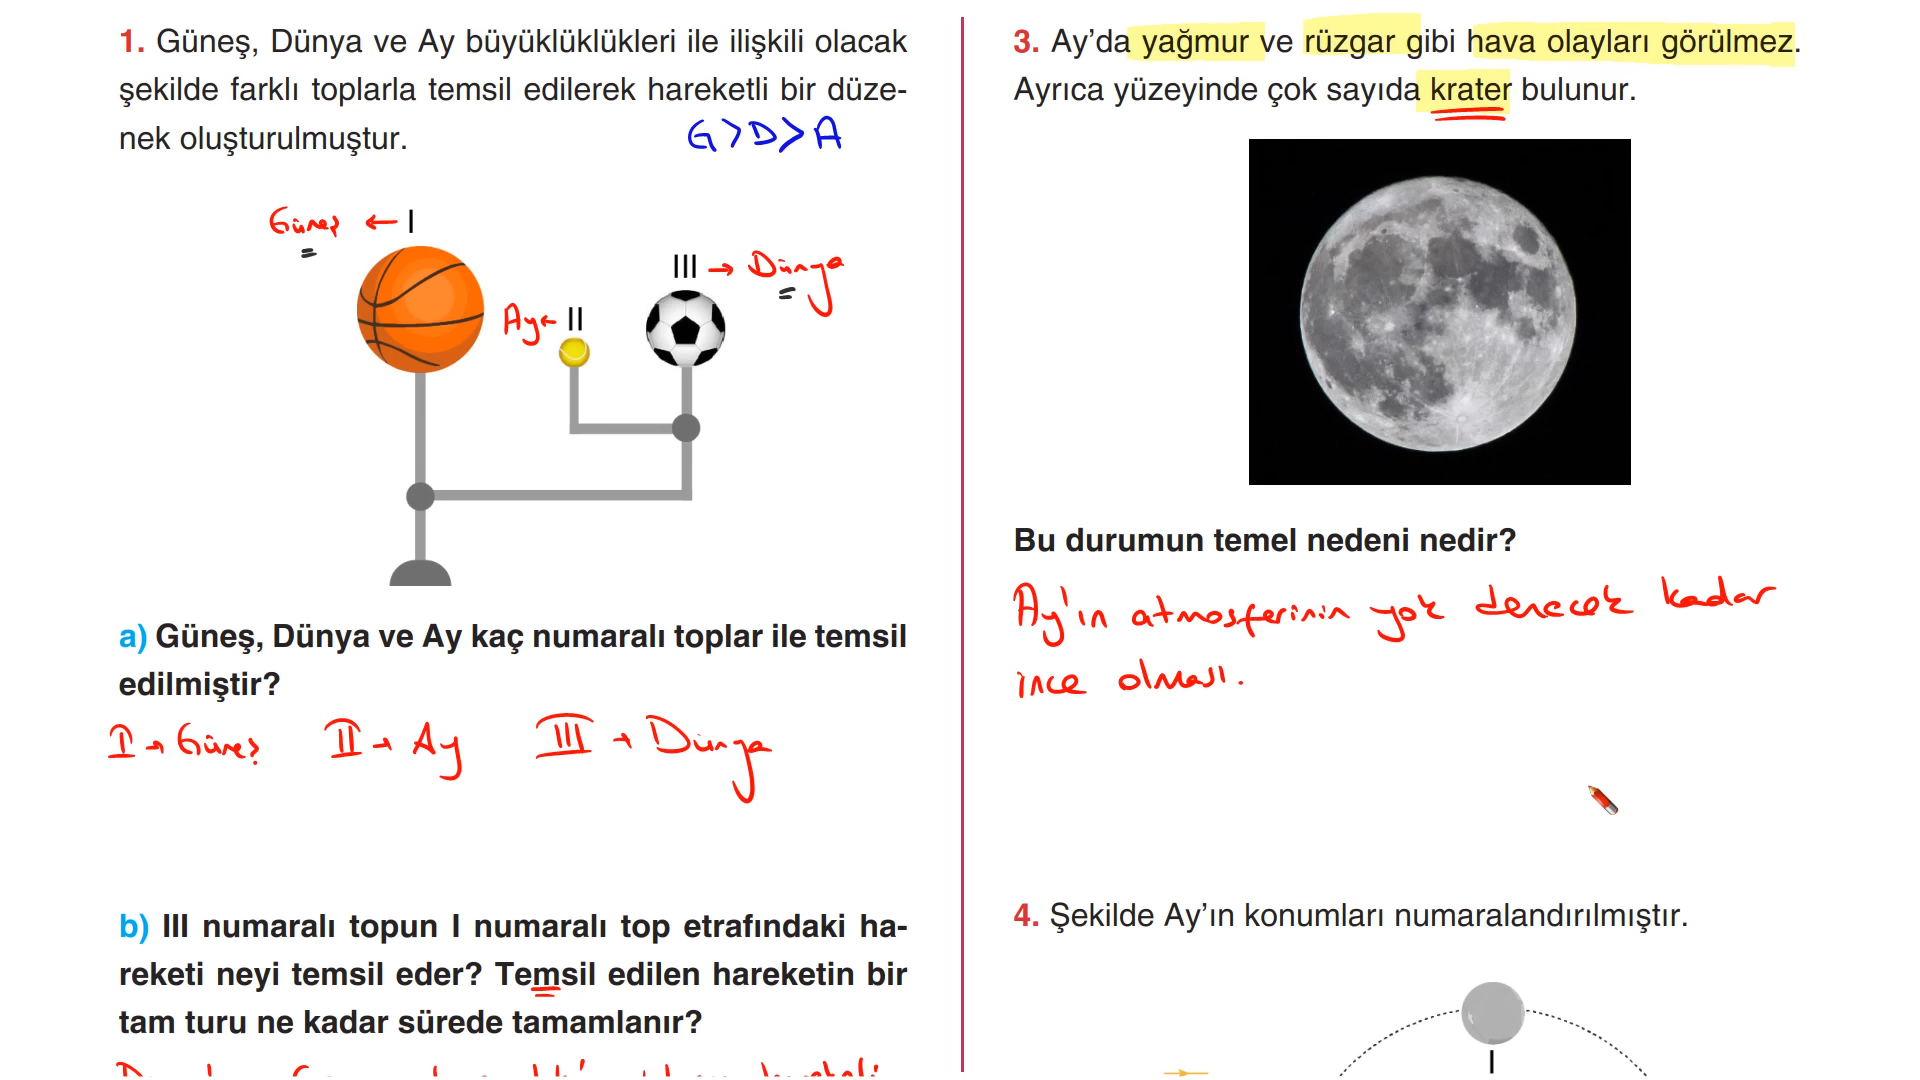 1. Güneş, Dünya ve Ay büyüklüklükleri ile ilişkili olacak
şekilde farklı toplarla temsil edilerek hareketli bir düze-
nek oluşturulmuştur.
G>D>A
Güneş ← I
III → Dünya
Ay ← II
a) Güneş, Dünya ve Ay kaç numaralı toplar ile temsil
edilmiştir?
I → Güneş II → Ay III → Dünya
b) III numaralı topun I numaralı top etrafındaki ha-
reketi neyi temsil eder? Temsil edilen hareketin bir
tam turu ne kadar sürede tamamlanır?
3. Ay’da yağmur ve rüzgar gibi hava olayları görülmez.
Ayrıca yüzeyinde çok sayıda krater bulunur.
Bu durumun temel nedeni nedir?
Ay'ın atmosferinin yok denecek kadar
ince olması.
4. Şekilde Ay’ın konumları numaralandırılmıştır.
I